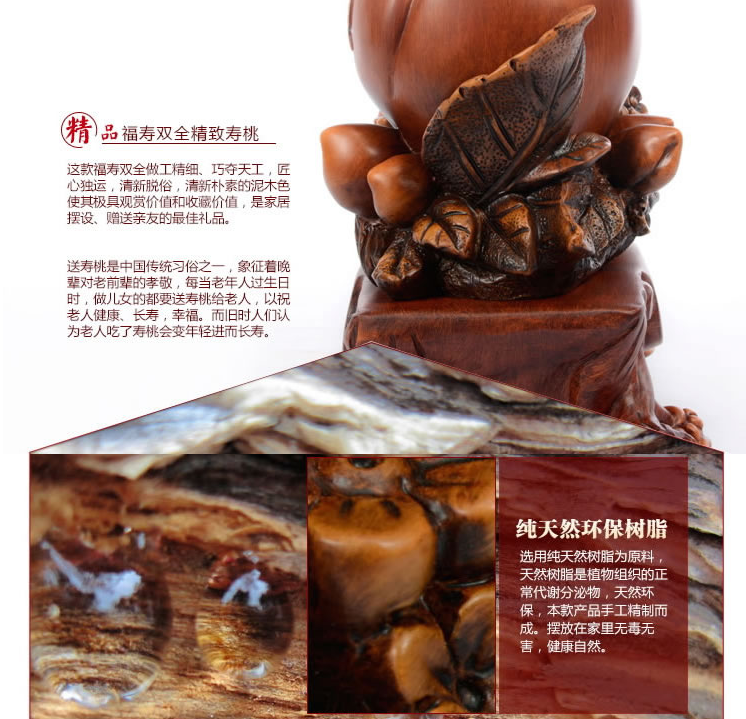 精品 福寿双全精致寿桃
这款福寿双全做工精细、巧夺天工，匠
心独运，清新脱俗，清新朴素的泥木色
使其极具观赏价值和收藏价值，是家居
摆设、赠送亲友的最佳礼品。
送寿桃是中国传统习俗之一，象征着晚
辈对老前辈的孝敬，每当老年人过生日
时，做儿女的都要送寿桃给老人，以祝
老人健康、长寿，幸福。而旧时人们认
为老人吃了寿桃会变年轻进而长寿。
纯天然环保树脂
选用纯天然树脂为原料，
天然树脂是植物组织的正
常代谢分泌物，天然环
保，本款产品手工精制而
成。摆放在家里无毒无
害，健康自然。